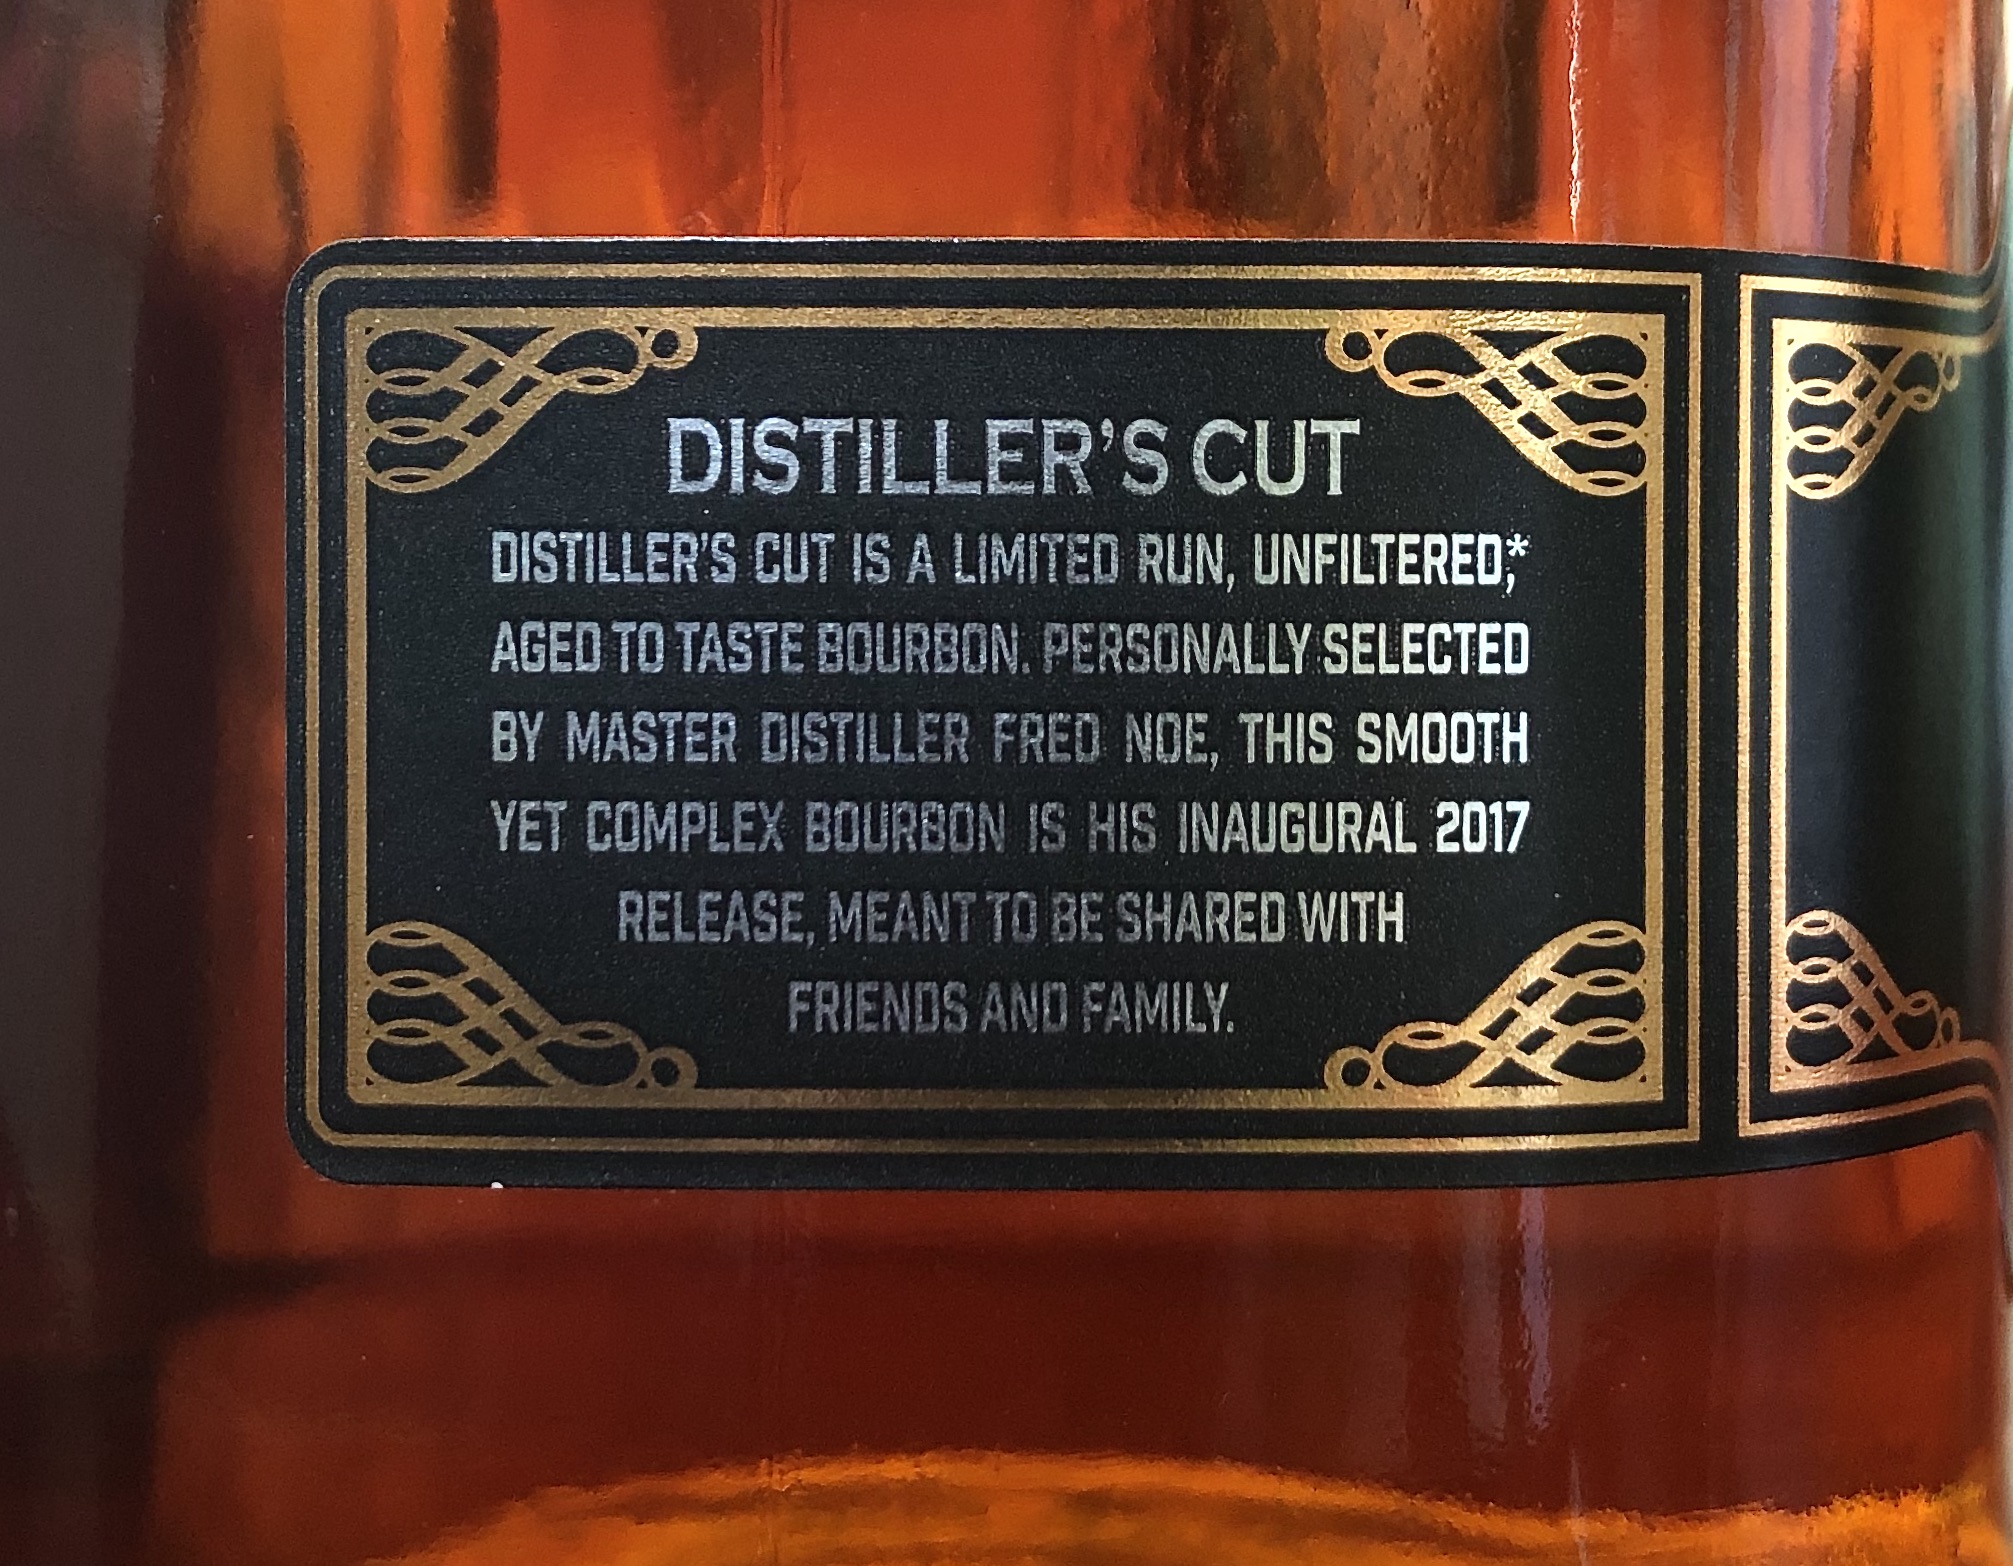 DISTILLER'S CUT
DISTILLER'S CUT IS A LIMITED RUN, UNFILTERED,*
AGED TO TASTE BOURBON. PERSONALLY SELECTED
BY MASTER DISTILLER FRED NOE, THIS SMOOTH
YET COMPLEX BOURBON IS HIS INAUGURAL 2017
RELEASE, MEANT TO BE SHARED WITH
FRIENDS AND FAMILY.